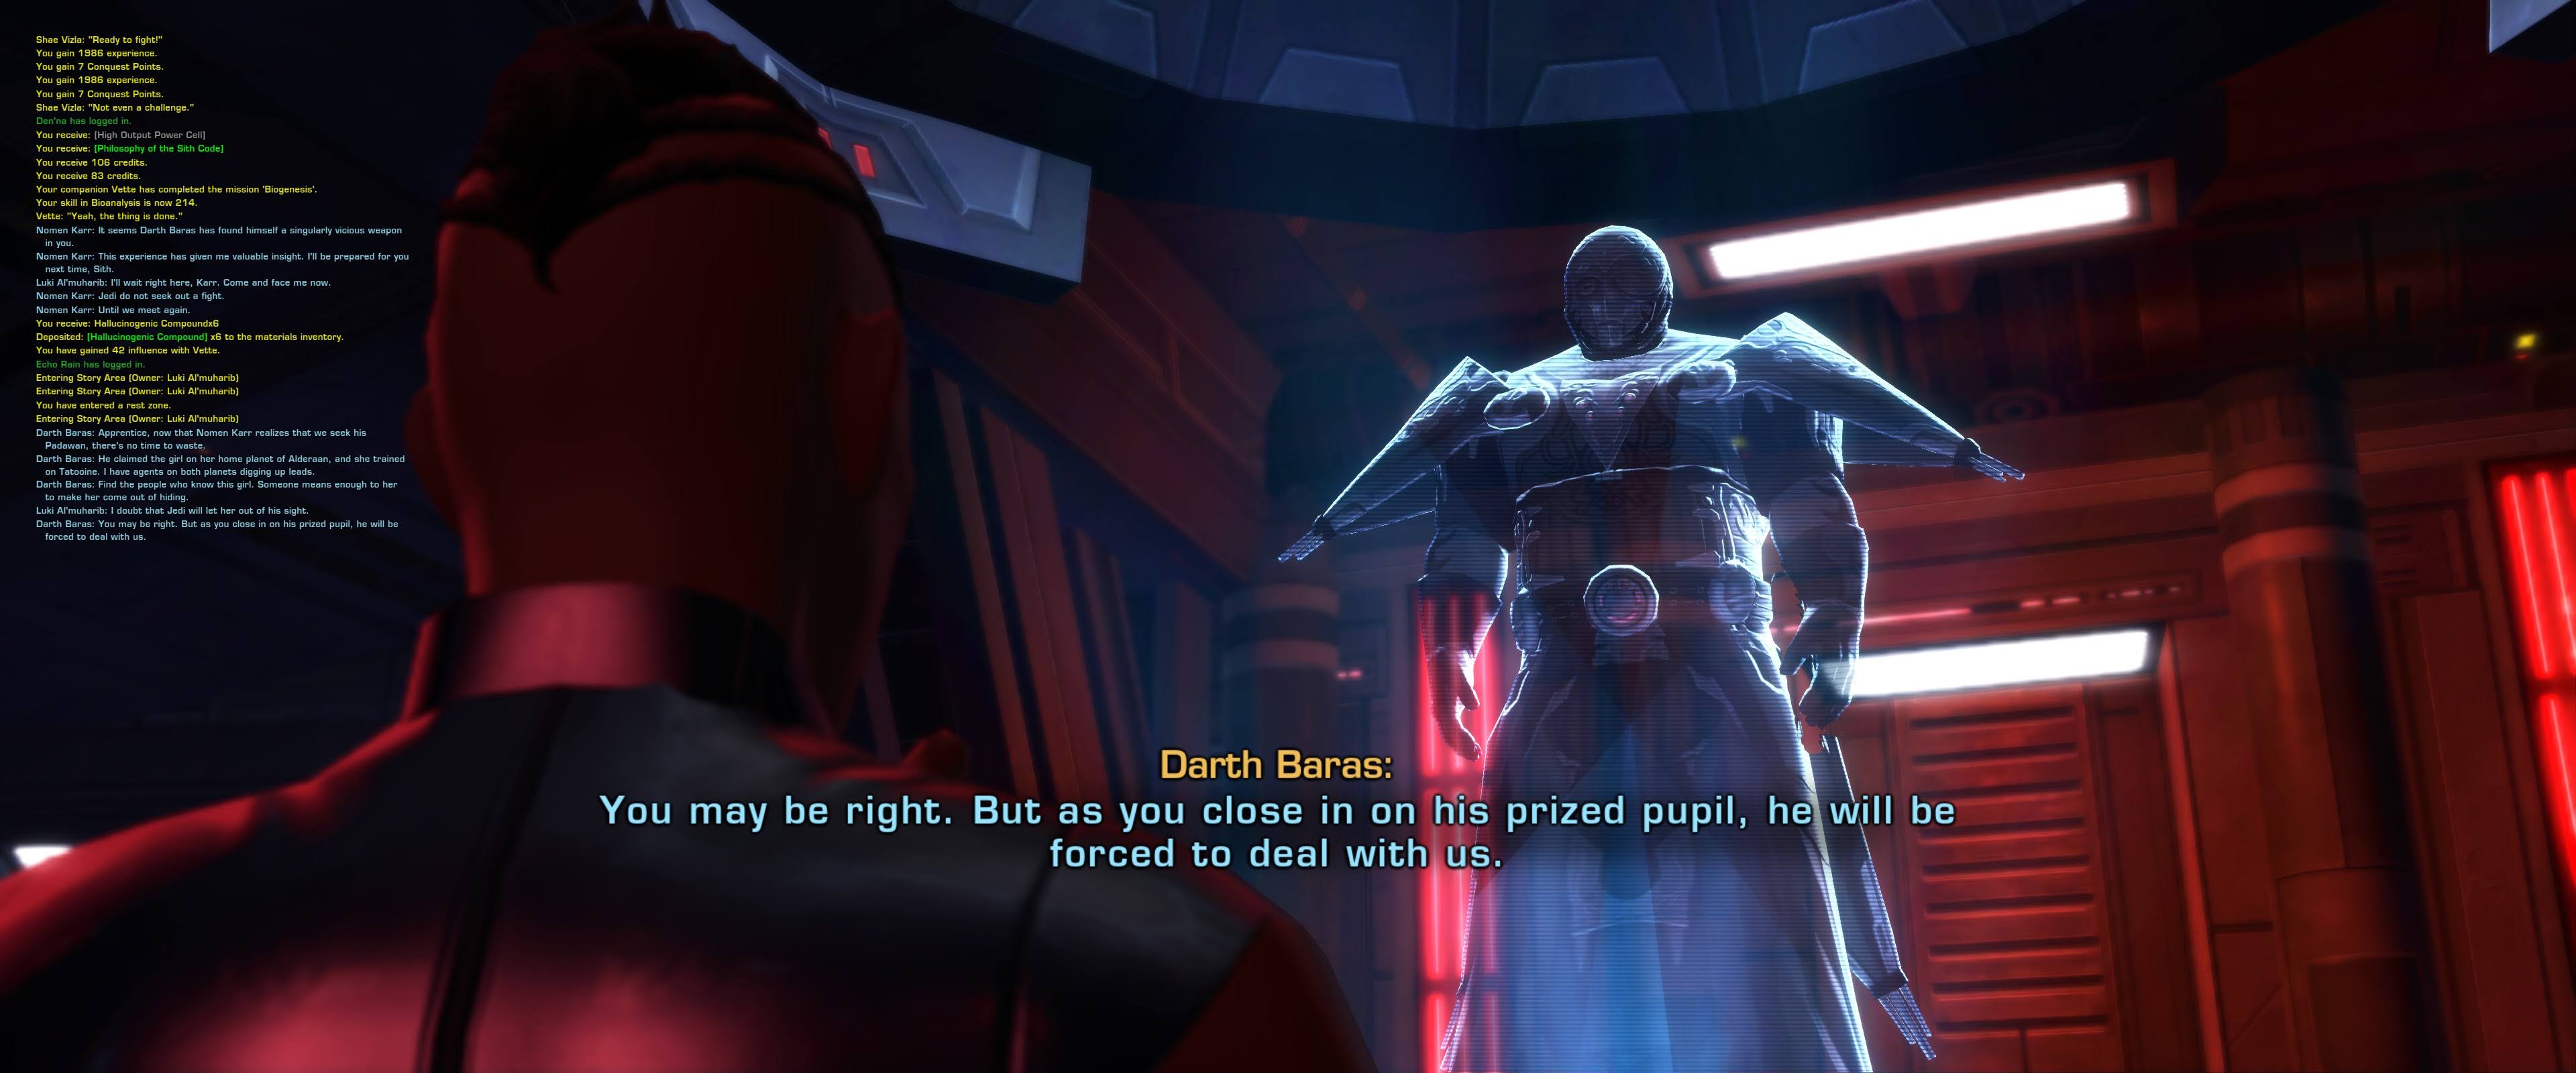 Shae Vizla: "Ready to fight!"
You gain 1986 experience.
You gain 7 Conquest Points.
You gain 1986 experience.
You gain 7 Conquest Points.
Shae Vizla: "Not even a challenge."
Den'na has logged in.
You receive: [High Output Power Cell]
You receive: [Philosophy of the Sith Code]
You receive 106 credits.
You receive 83 credits.
Your companion Vette has completed the mission 'Biogenesis'.
Your skill in Bioanalysis is now 214.
Vette: "Yeah, the thing is done."
Nomen Karr: It seems Darth Baras has found himself a singularly vicious weapon
in you.
Nomen Karr: This experience has given me valuable insight. I'll be prepared for you
next time, Sith.
Luki Al'muharib: I'll wait right here, Karr. Come and face me now.
Nomen Karr: Jedi do not seek out a fight.
Nomen Karr: Until we meet again.
You receive: Hallucinogenic Compoundx6
Deposited: [Hallucinogenic Compound] x6 to the materials inventory.
You have gained 42 influence with Vette.
Echo Rain has logged in.
Entering Story Area (Owner: Luki Al'muharib)
Entering Story Area (Owner: Luki Al'muharib)
You have entered a rest zone.
Entering Story Area (Owner: Luki Al'muharib)
Darth Baras: Apprentice, now that Nomen Karr realizes that we seek his
Padawan, there's no time to waste.
Darth Baras: He claimed the girl on her home planet of Alderaan, and she trained
on Tatooine. I have agents on both planets digging up leads.
Darth Baras: Find the people who know this girl. Someone means enough to her
to make her come out of hiding.
Luki Al'muharib: I doubt that Jedi will let her out of his sight.
Darth Baras: You may be right. But as you close in on his prized pupil, he will be
forced to deal with us.
Darth Baras:
You may be right. But as you close in on his prized pupil, he will be
forced to deal with us.